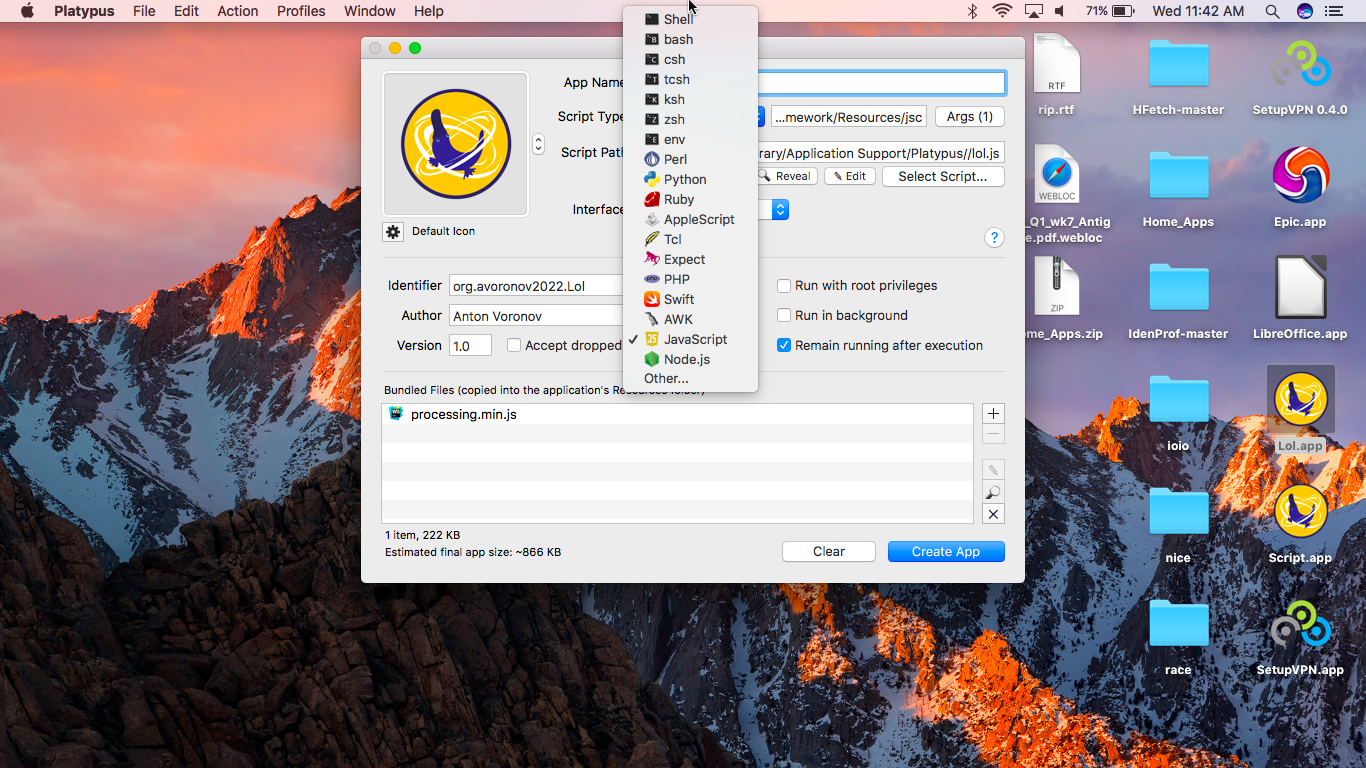 Platypus File Edit Action Profiles Window Help 71% Wed 11:42 AM
Shell
bash
csh
tcsh
ksh
zsh
env
Perl
Python
Ruby
AppleScript
Tcl
Expect
PHP
Swift
AWK
JavaScript
Node.js
Other...
App Name
Script Type
...mework/Resources/jsc
Args (1)
Script Path
rary/Application Support/Platypus//lol.js
Reveal
Edit
Select Script...
Interface
Default Icon
?
Identifier
org.avoronov2022.Lol
Author
Anton Voronov
Version
1.0
Accept dropped
Run with root privileges
Run in background
Remain running after execution
Bundled Files (copied into the application's Resources folder)
processing.min.js
1 item, 222 KB
Estimated final app size: ~866 KB
Clear
Create App
RTF
rip.rtf
HFetch-master
SetupVPN 0.4.0
WEBLOC
_Q1_wk7_Antig
e.pdf.webloc
Home_Apps
Epic.app
ZIP
me_Apps.zip
IdenProf-master
LibreOffice.app
ioio
Lol.app
nice
Script.app
race
SetupVPN.app